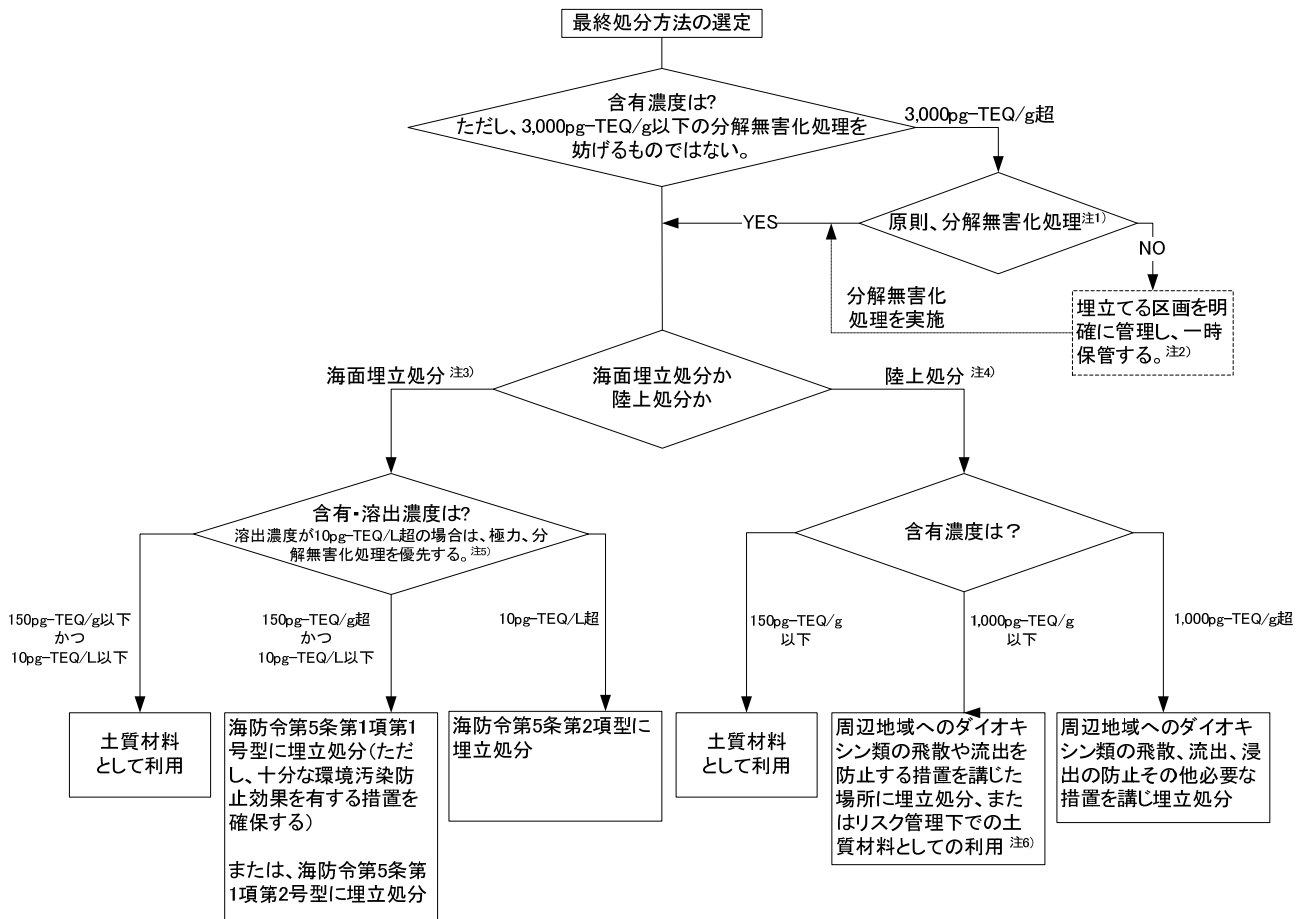 最終処分方法の選定
含有濃度は?
ただし、3,000pg-TEQ/g以下の分解無害化処理を
妨げるものではない。
3,000pg-TEQ/g超
原則、分解無害化処理注1)
YES
NO
分解無害化
処理を実施
埋立てる区画を明
確に管理し、一時
保管する。注2)
海面埋立処分 注3)
海面埋立処分か
陸上処分か
陸上処分 注4)
含有・溶出濃度は?
溶出濃度が10pg-TEQ/L超の場合は、極力、分
解無害化処理を優先する。注5)
含有濃度は？
150pg-TEQ/g以下
かつ
10pg-TEQ/L以下
150pg-TEQ/g超
かつ
10pg-TEQ/L以下
10pg-TEQ/L超
150pg-TEQ/g
以下
1,000pg-TEQ/g
以下
1,000pg-TEQ/g超
土質材料
として利用
海防令第5条第1項第1
号型に埋立処分(ただ
し、十分な環境汚染防
止効果を有する措置を
確保する)
または、海防令第5条第
1項第2号型に埋立処分
海防令第5条第2項型に
埋立処分
土質材料
として利用
周辺地域へのダイオキ
シン類の飛散や流出を
防止する措置を講じた
場所に埋立処分、また
はリスク管理下での土
質材料としての利用 注6)
周辺地域へのダイオキ
シン類の飛散、流出、浸
出の防止その他必要な
措置を講じ埋立処分